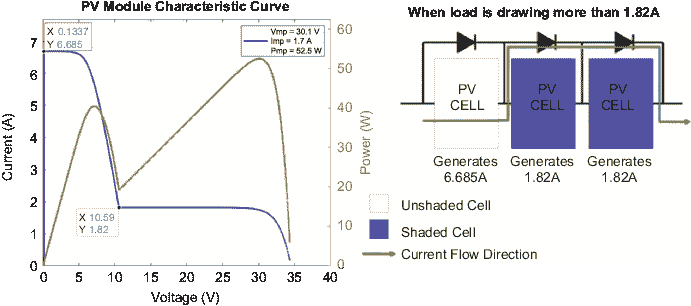 PV Module Characteristic Curve
X 0.1337
Y 6.685
Vmp = 30.1 V
Imp = 1.7 A
Pmp = 52.5 W
7
6
5
4
3
2
1
0
Current (A)
X 10.59
Y 1.82
0
5
10
15
20
25
30
35
40
Voltage (V)
60
50
40
30
20
10
0
Power (W)
When load is drawing more than 1.82A
PV
CELL
PV
CELL
PV
CELL
Generates
6.685A
Generates
1.82A
Generates
1.82A
Unshaded Cell
Shaded Cell
Current Flow Direction